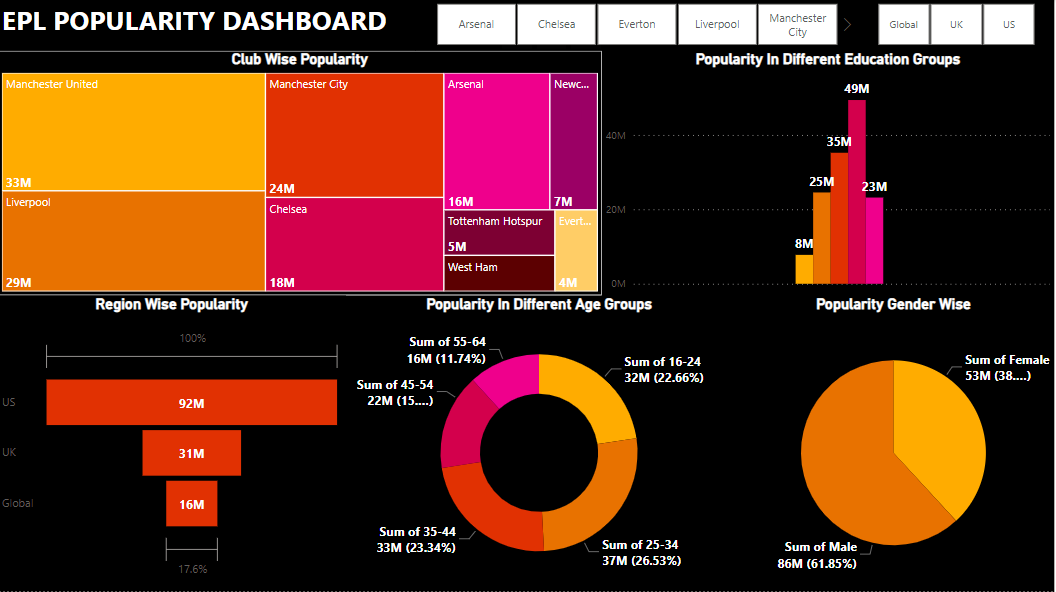 EPL POPULARITY DASHBOARD
Arsenal
Chelsea
Everton
Liverpool
Manchester
City
Global
UK
US
Club Wise Popularity
Manchester United
33M
Liverpool
29M
Manchester City
24M
Chelsea
18M
Arsenal
16M
Newc...
7M
Tottenham Hotspur
5M
West Ham
Evert...
4M
Popularity In Different Education Groups
40M
20M
0M
8M
25M
35M
49M
23M
Region Wise Popularity
100%
US
92M
UK
31M
Global
16M
17.6%
Popularity In Different Age Groups
Sum of 55-64
16M (11.74%)
Sum of 16-24
32M (22.66%)
Sum of 45-54
22M (15....)
Sum of 35-44
33M (23.34%)
Sum of 25-34
37M (26.53%)
Popularity Gender Wise
Sum of Female
53M (38....)
Sum of Male
86M (61.85%)